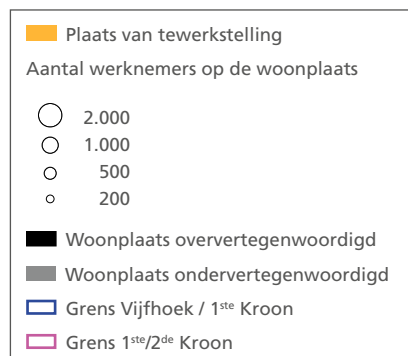 Plaats van tewerkstelling
Aantal werknemers op de woonplaats
2.000
1.000
500
200
Woonplaats oververtegenwoordigd
Woonplaats ondervertegenwoordigd
Grens Vijfhoek / 1ste Kroon
Grens 1ste/2de Kroon